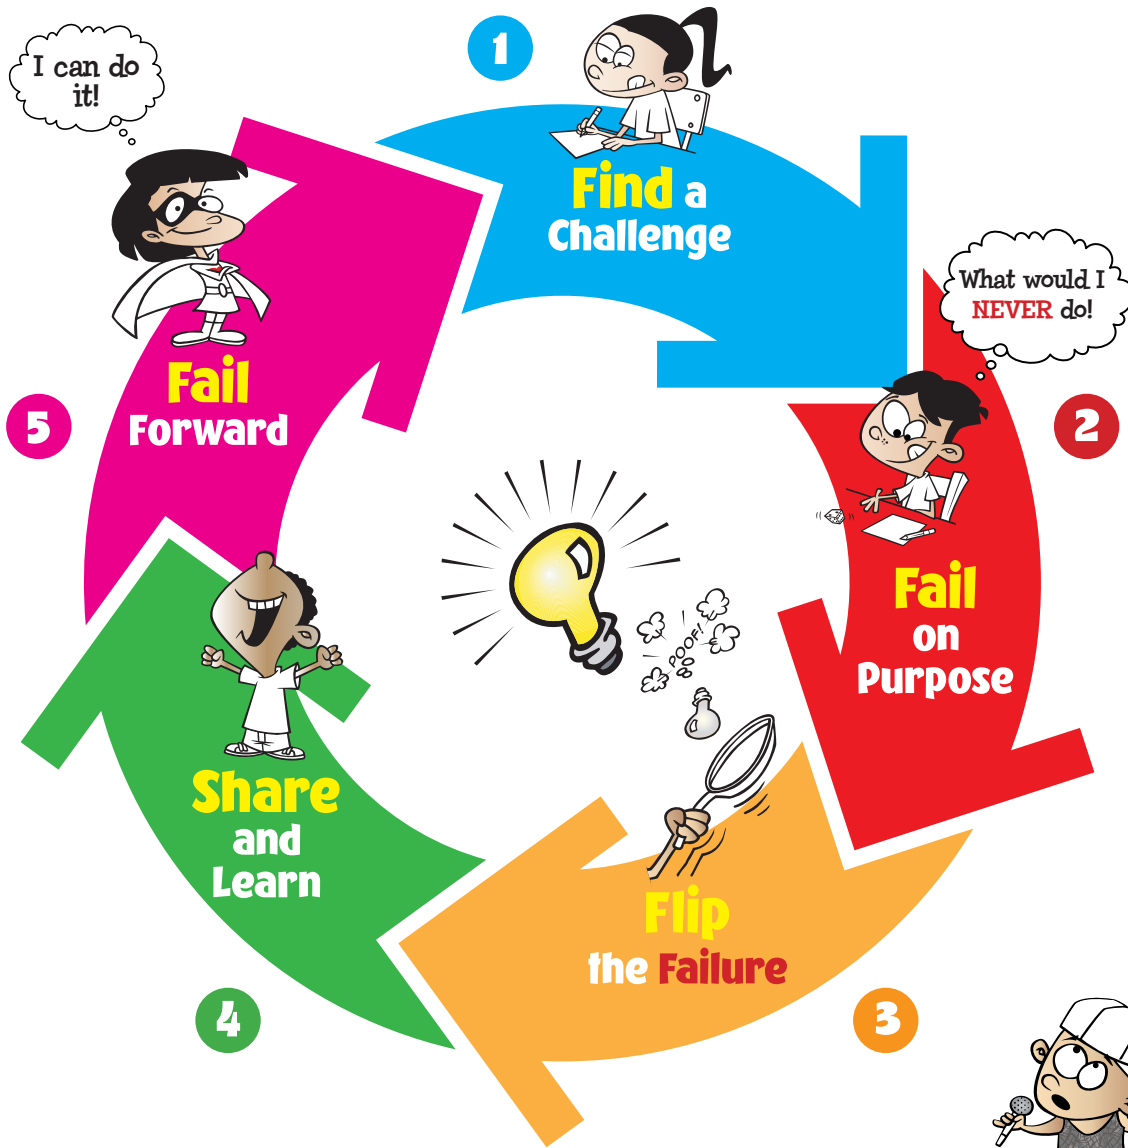 I can do
it!
1
Find a
Challenge
What would I
NEVER do!
2
Fail
on
Purpose
POOF!
3
Flip
the Failure
4
Share
and
Learn
5
Fail
Forward